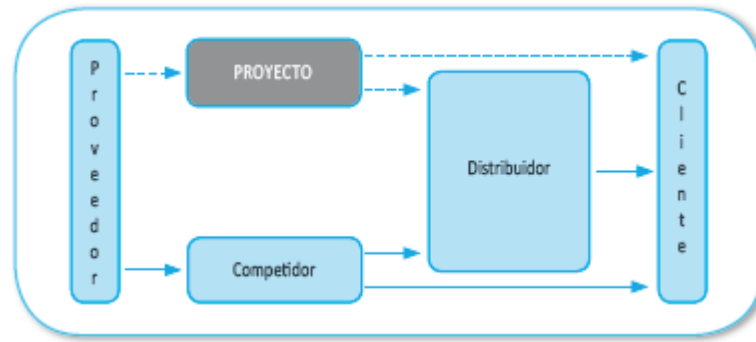 Proveedor
PROYECTO
Distribuidor
Competidor
Cliente